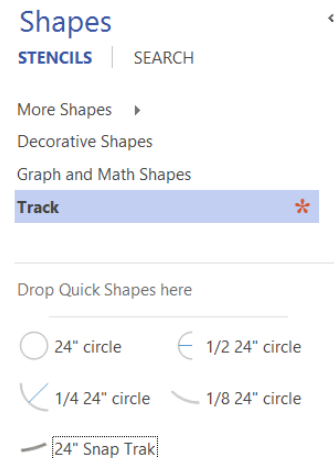 Shapes
STENCILS SEARCH
More Shapes
Decorative Shapes
Graph and Math Shapes
Track
Drop Quick Shapes here
24" circle 1/2 24" circle
1/4 24" circle 1/8 24" circle
24" Snap Trak